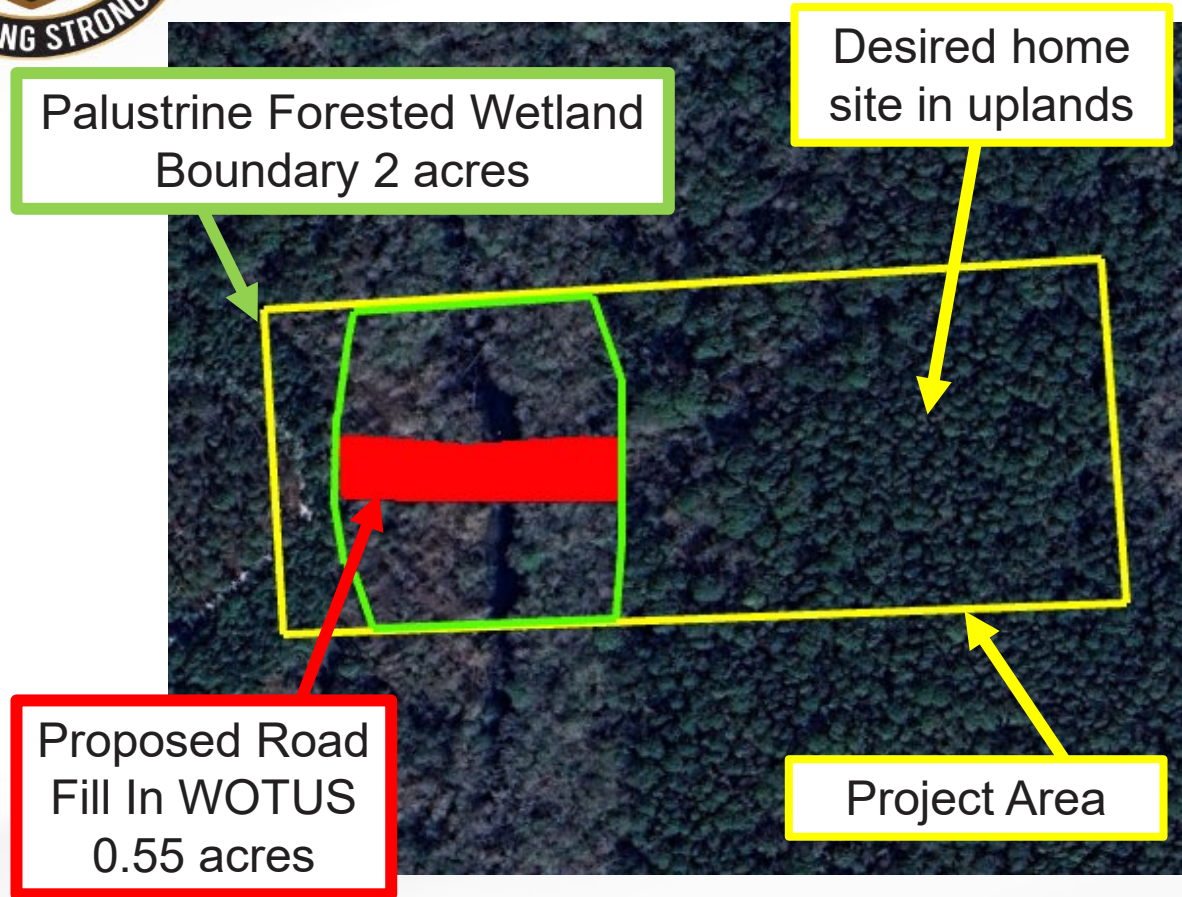 NG STRONG
Desired home
site in uplands
Palustrine Forested Wetland
Boundary 2 acres
Proposed Road
Fill In WOTUS
0.55 acres
Project Area